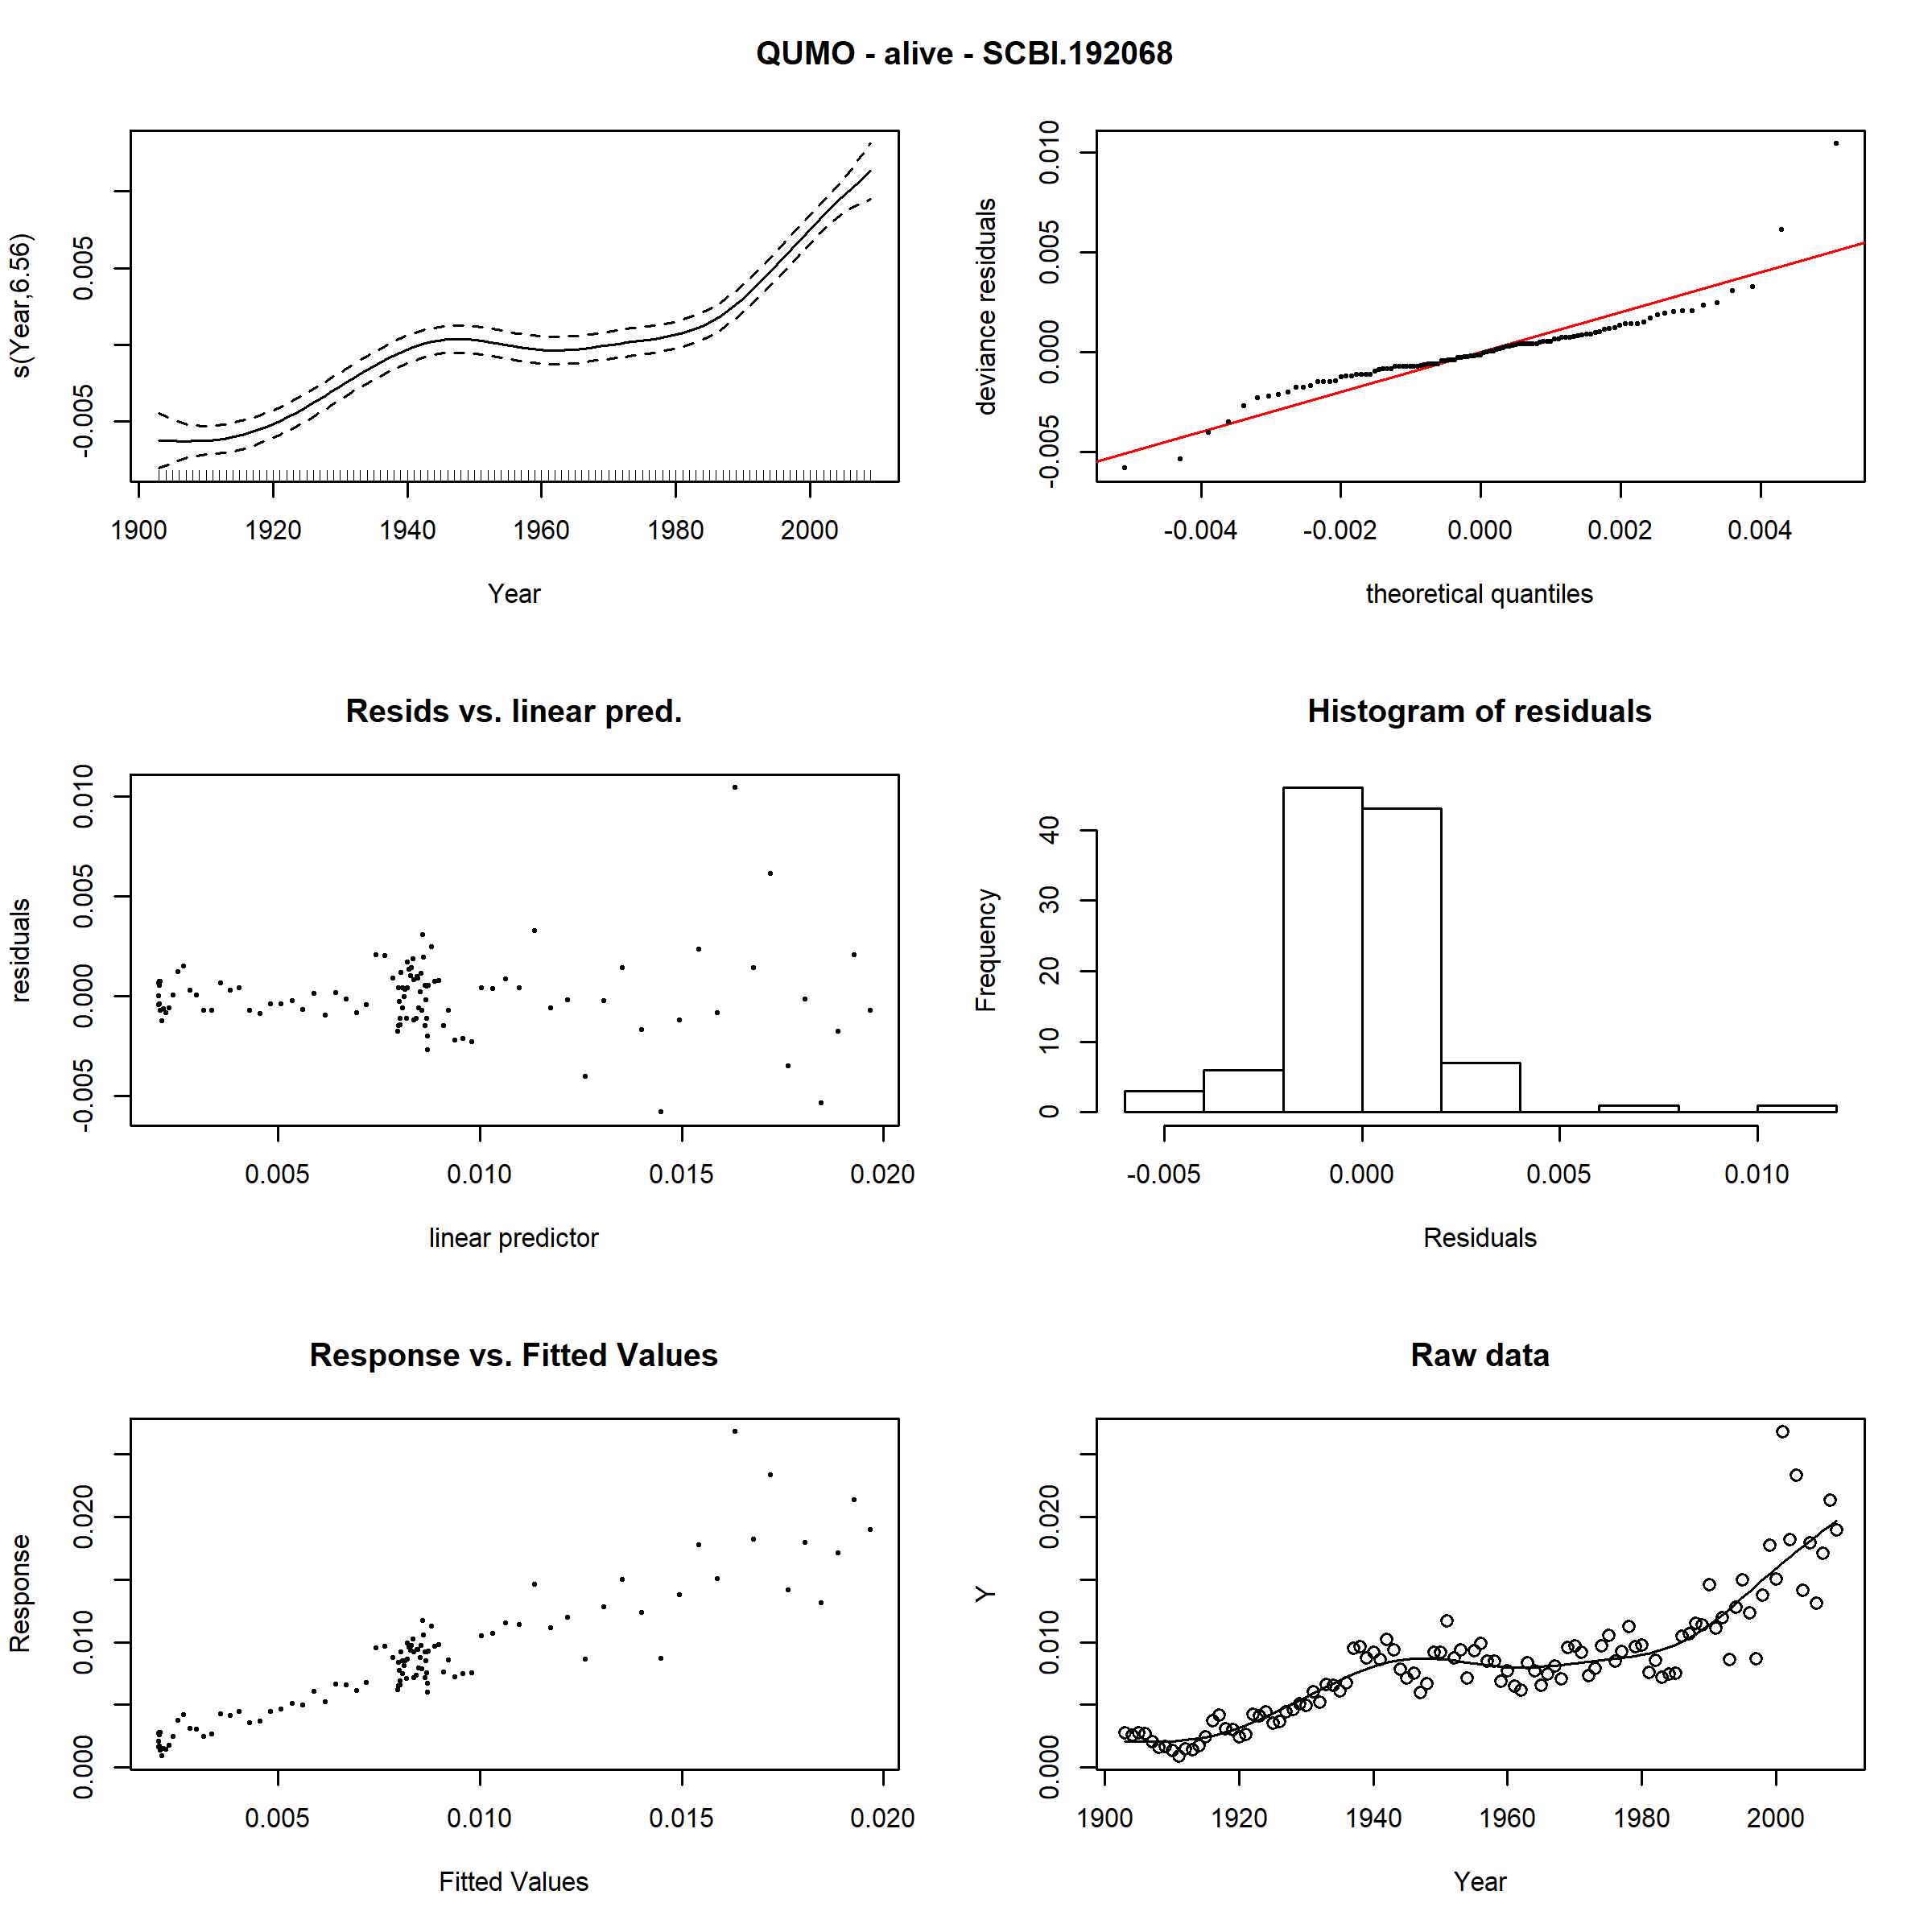 QUMO - alive - SCBI.192068
s(Year,6.56)
-0.005 0.005
1900 1920 1940 1960 1980 2000
Year
deviance residuals
-0.005 0.000 0.005 0.010
-0.004 -0.002 0.000 0.002 0.004
theoretical quantiles
Resids vs. linear pred.
residuals
-0.005 0.000 0.005 0.010
0.005 0.010 0.015 0.020
linear predictor
Histogram of residuals
Frequency
0 10 20 30 40
-0.005 0.000 0.005 0.010
Residuals
Response vs. Fitted Values
Response
0.000 0.010 0.020
0.005 0.010 0.015 0.020
Fitted Values
Raw data
Y
0.000 0.010 0.020
1900 1920 1940 1960 1980 2000
Year